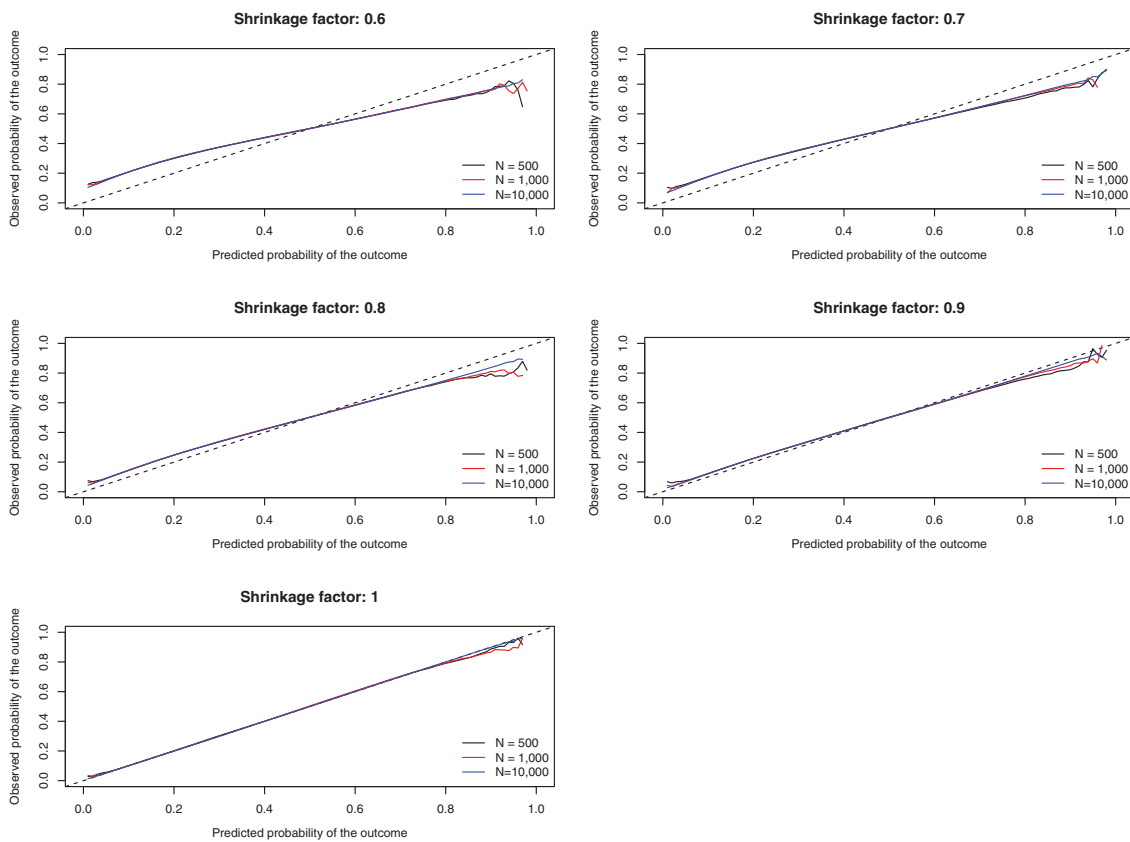 Shrinkage factor: 0.6
Observed probability of the outcome
0.0 0.2 0.4 0.6 0.8 1.0
N = 500
N = 1,000
N=10,000
0.0 0.2 0.4 0.6 0.8 1.0
Predicted probability of the outcome
Shrinkage factor: 0.7
Observed probability of the outcome
0.0 0.2 0.4 0.6 0.8 1.0
N = 500
N = 1,000
N=10,000
0.0 0.2 0.4 0.6 0.8 1.0
Predicted probability of the outcome
Shrinkage factor: 0.8
Observed probability of the outcome
0.0 0.2 0.4 0.6 0.8 1.0
N = 500
N = 1,000
N=10,000
0.0 0.2 0.4 0.6 0.8 1.0
Predicted probability of the outcome
Shrinkage factor: 0.9
Observed probability of the outcome
0.0 0.2 0.4 0.6 0.8 1.0
N = 500
N = 1,000
N=10,000
0.0 0.2 0.4 0.6 0.8 1.0
Predicted probability of the outcome
Shrinkage factor: 1
Observed probability of the outcome
0.0 0.2 0.4 0.6 0.8 1.0
N = 500
N = 1,000
N=10,000
0.0 0.2 0.4 0.6 0.8 1.0
Predicted probability of the outcome